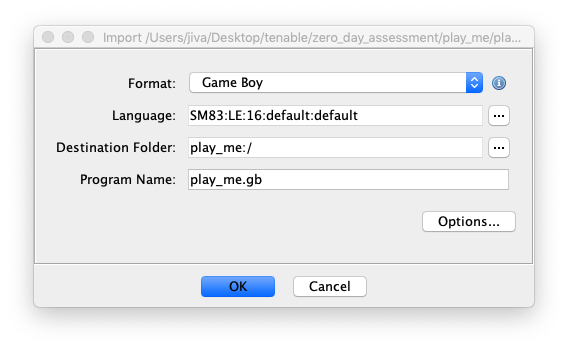 Import /Users/jiva/Desktop/tenable/zero_day_assessment/play_me/pla...
Format: Game Boy
Language: SM83:LE:16:default:default ...
Destination Folder: play_me:/ ...
Program Name: play_me.gb
Options...
OK Cancel